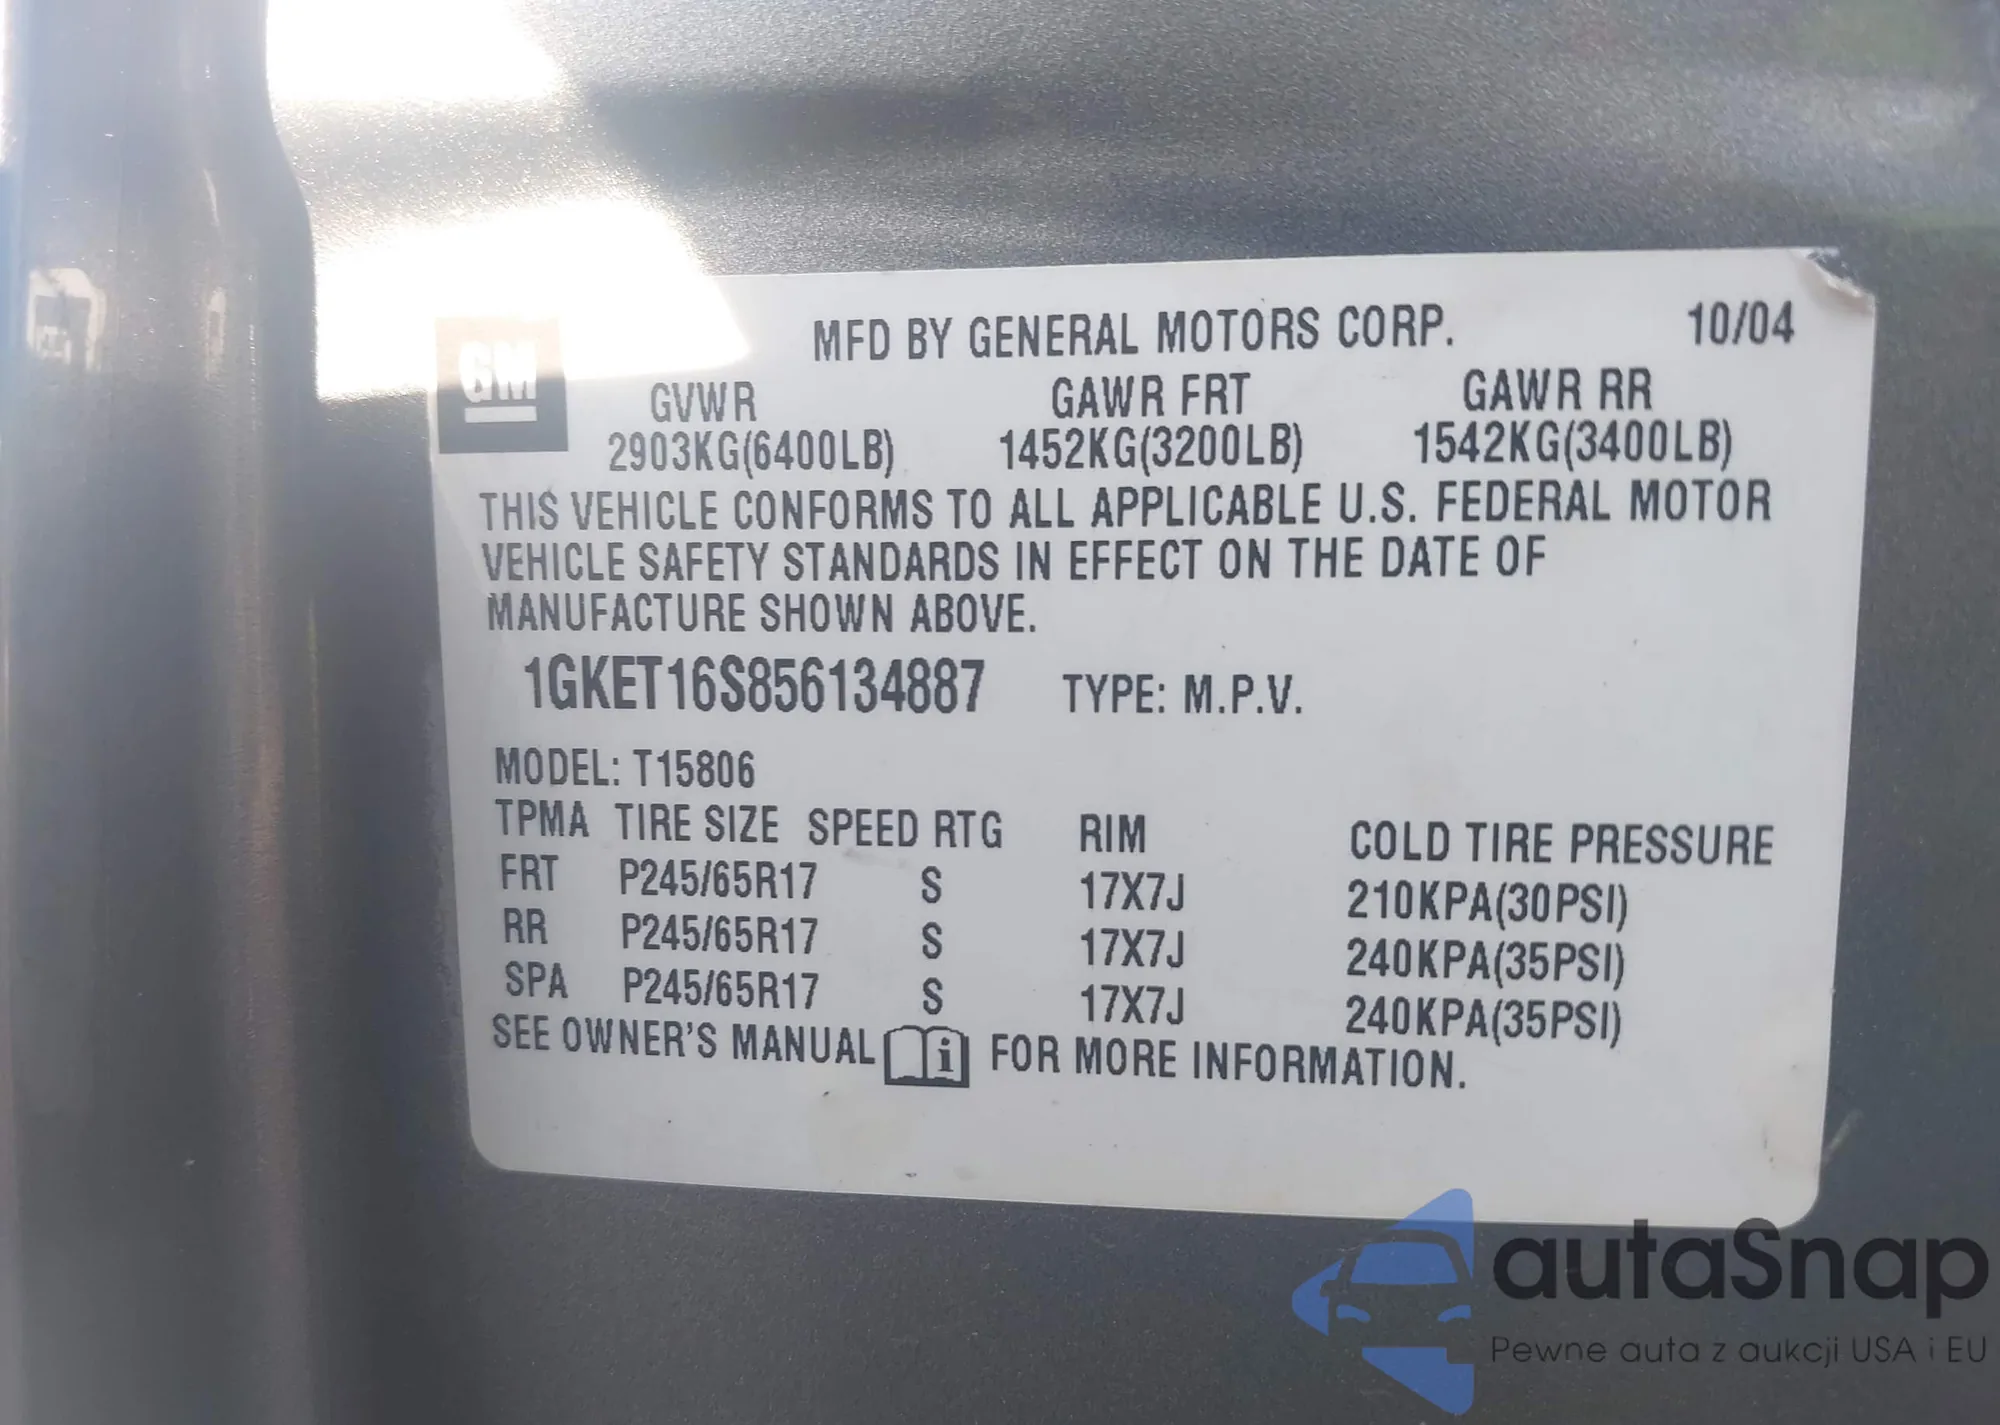 GM
MFD BY GENERAL MOTORS CORP. 10/04
GVWR GAWR FRT GAWR RR
2903KG(6400LB) 1452KG(3200LB) 1542KG(3400LB)
THIS VEHICLE CONFORMS TO ALL APPLICABLE U.S. FEDERAL MOTOR
VEHICLE SAFETY STANDARDS IN EFFECT ON THE DATE OF
MANUFACTURE SHOWN ABOVE.
1GKET16S856134887 TYPE: M.P.V.
MODEL: T15806
TPMA TIRE SIZE SPEED RTG RIM COLD TIRE PRESSURE
FRT P245/65R17 S 17X7J 210KPA(30PSI)
RR P245/65R17 S 17X7J 240KPA(35PSI)
SPA P245/65R17 S 17X7J 240KPA(35PSI)
SEE OWNER'S MANUAL i FOR MORE INFORMATION.
autaSnap
Pewne auta z aukcji USA i EU